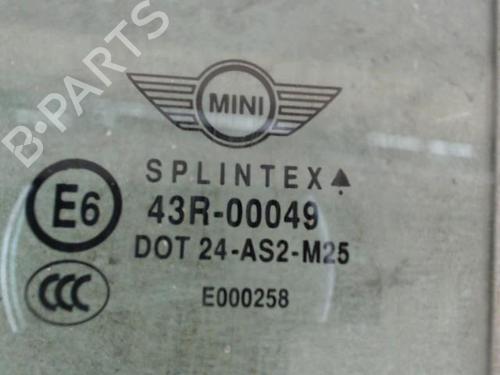 B-PARTS
MINI
SPLINTEX
E6
43R-00049
DOT 24-AS2-M25
CCC
E000258